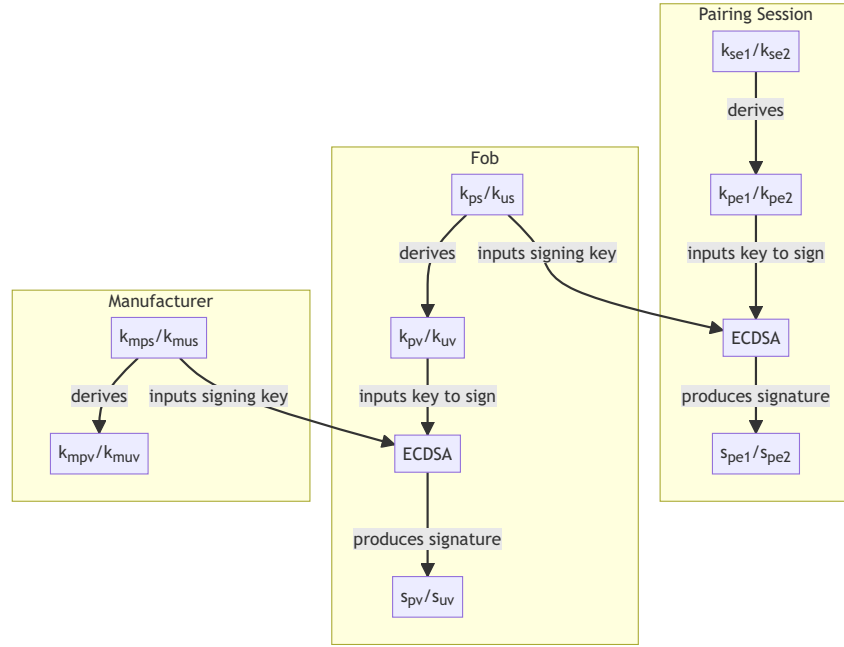 Pairing Session
kse1/kse2
derives
kpe1/kpe2
inputs key to sign
ECDSA
produces signature
spe1/spe2
Fob
kps/kus
derives
inputs signing key
kpv/kuv
inputs key to sign
ECDSA
produces signature
spv/suv
Manufacturer
kmps/kmus
derives
inputs signing key
kmpv/kmuv